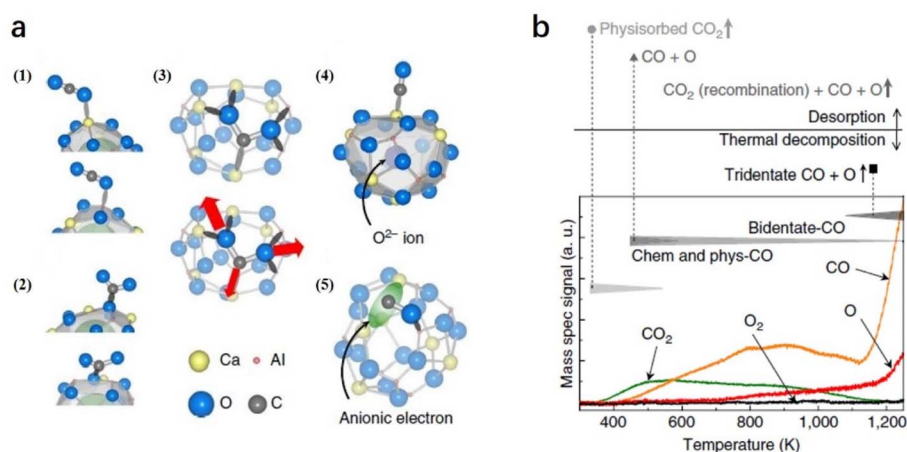 a
(1)
(3)
(4)
(2)
O²⁻ ion
(5)
Ca
Al
O
C
Anionic electron
b
Physisorbed CO₂↑
CO + O
CO₂ (recombination) + CO + O↑
Desorption
Thermal decomposition
Tridentate CO + O↑
Bidentate-CO
Chem and phys-CO
CO
CO₂
O₂
O
Mass spec signal (a. u.)
400 600 800 1,000 1,200
Temperature (K)